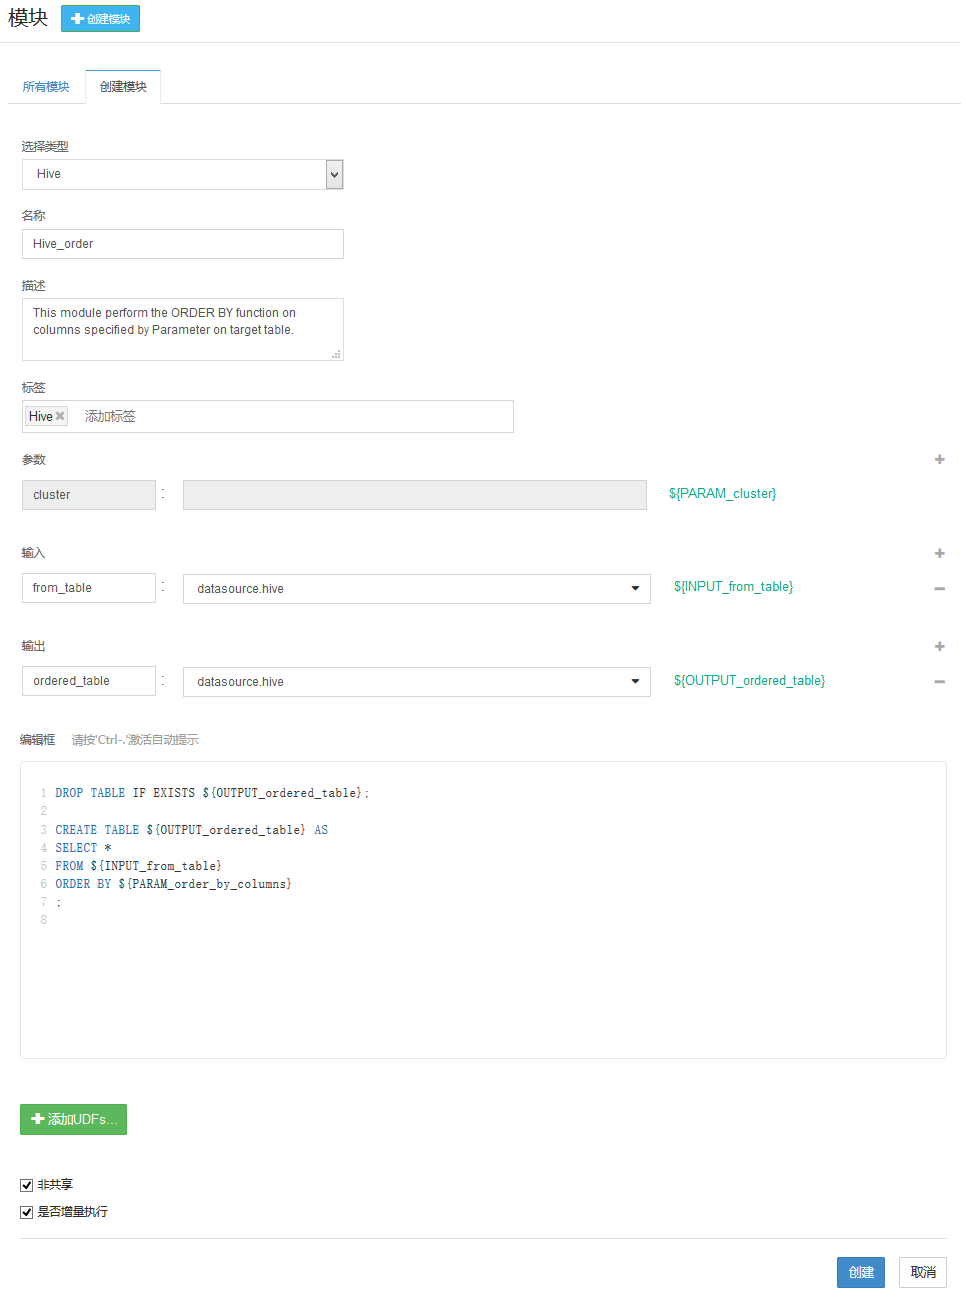 模块 创建模块
所有模块 创建模块
选择类型
Hive
名称
Hive_order
描述
This module perform the ORDER BY function on
columns specified by Parameter on target table.
标签
Hive 添加标签
参数
cluster : ${PARAM_cluster}
输入
from_table : datasource.hive ${INPUT_from_table}
输出
ordered_table : datasource.hive ${OUTPUT_ordered_table}
编辑框 请按'Ctrl-.'激活自动提示
1 DROP TABLE IF EXISTS ${OUTPUT_ordered_table};
2
3 CREATE TABLE ${OUTPUT_ordered_table} AS
4 SELECT *
5 FROM ${INPUT_from_table}
6 ORDER BY ${PARAM_order_by_columns}
7 ;
8
添加UDFs...
非共享
是否增量执行
创建 取消